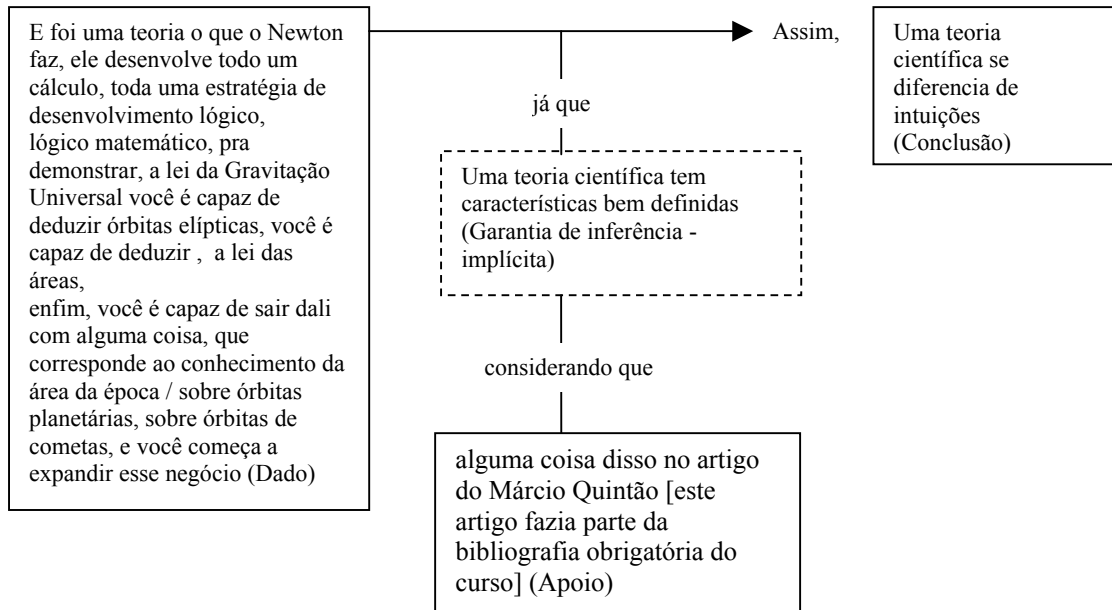 E foi uma teoria o que o Newton
faz, ele desenvolve todo um
cálculo, toda uma estratégia de
desenvolvimento lógico,
lógico matemático, pra
demonstrar, a lei da Gravitação
Universal você é capaz de
deduzir órbitas elípticas, você é
capaz de deduzir , a lei das
áreas,
enfim, você é capaz de sair dali
com alguma coisa, que
corresponde ao conhecimento da
área da época / sobre órbitas
planetárias, sobre órbitas de
cometas, e você começa a
expandir esse negócio (Dado)
Assim,
Uma teoria
científica se
diferencia de
intuições
(Conclusão)
já que
Uma teoria científica tem
características bem definidas
(Garantia de inferência -
implícita)
considerando que
alguma coisa disso no artigo
do Márcio Quintão [este
artigo fazia parte da
bibliografia obrigatória do
curso] (Apoio)